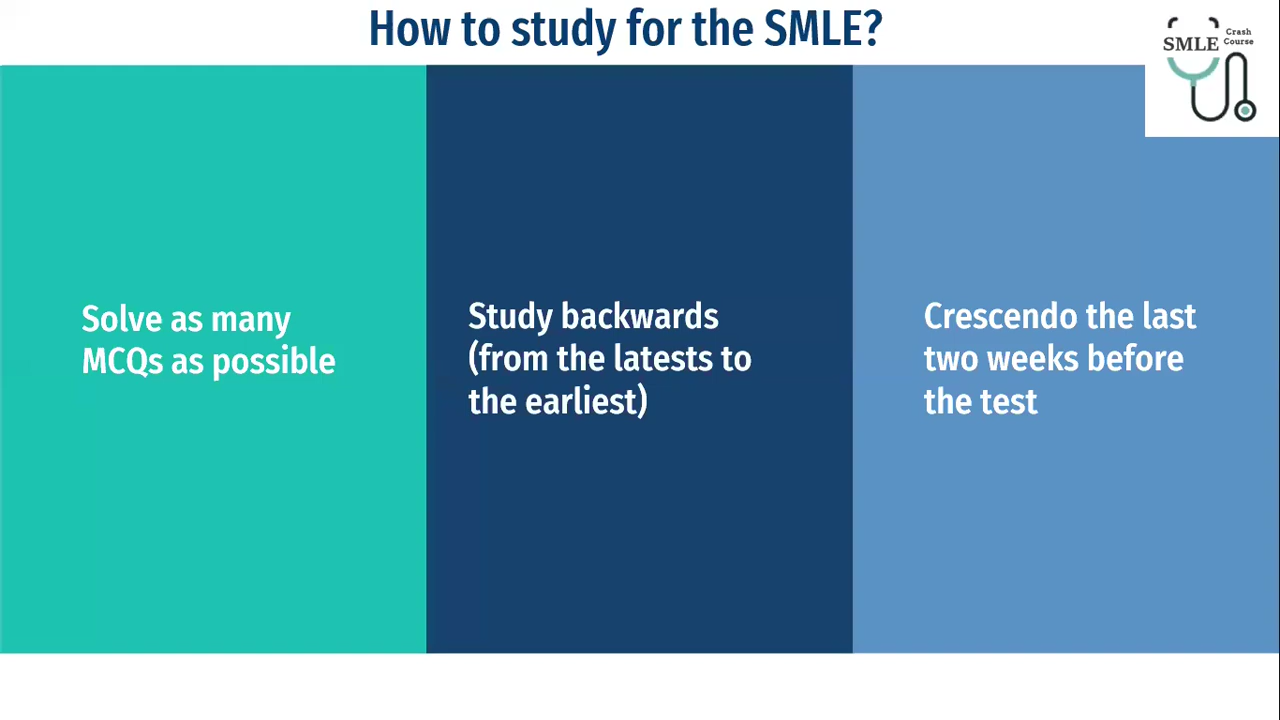 How to study for the SMLE?
SMLE Crash
Course
Solve as many
MCQs as possible
Study backwards
(from the latests to
the earliest)
Crescendo the last
two weeks before
the test